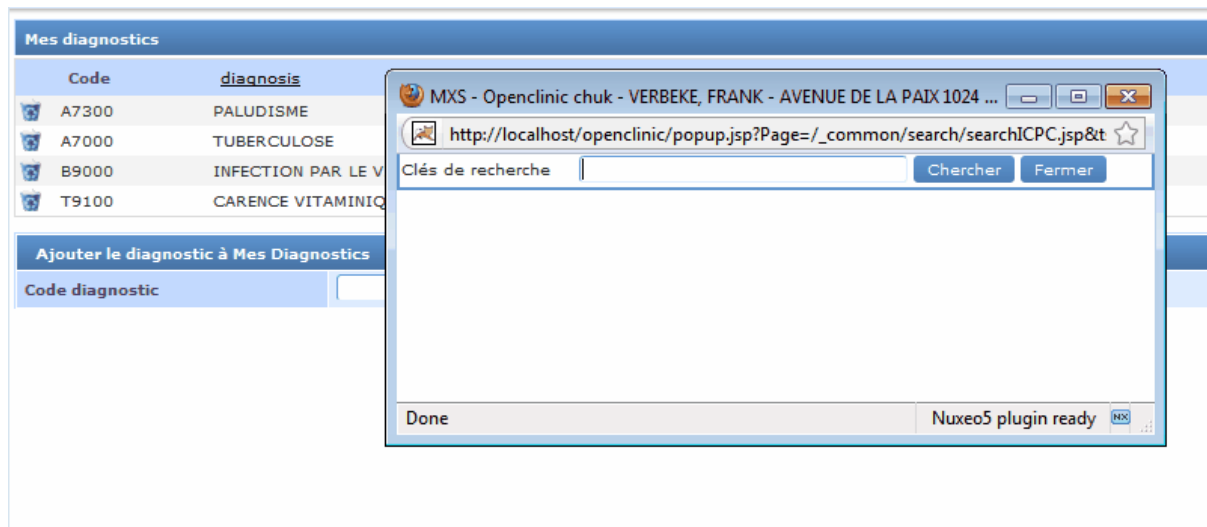 Mes diagnostics
Code diagnosis
A7300 PALUDISME
A7000 TUBERCULOSE
B9000 INFECTION PAR LE V
T9100 CARENCE VITAMINIQ
Ajouter le diagnostic à Mes Diagnostics
Code diagnostic
MXS - Openclinic chuk - VERBEKE, FRANK - AVENUE DE LA PAIX 1024 ...
http://localhost/openclinic/popup.jsp?Page=/_common/search/searchICPC.jsp&t
Clés de recherche Chercher Fermer
Done Nuxeo5 plugin ready NX